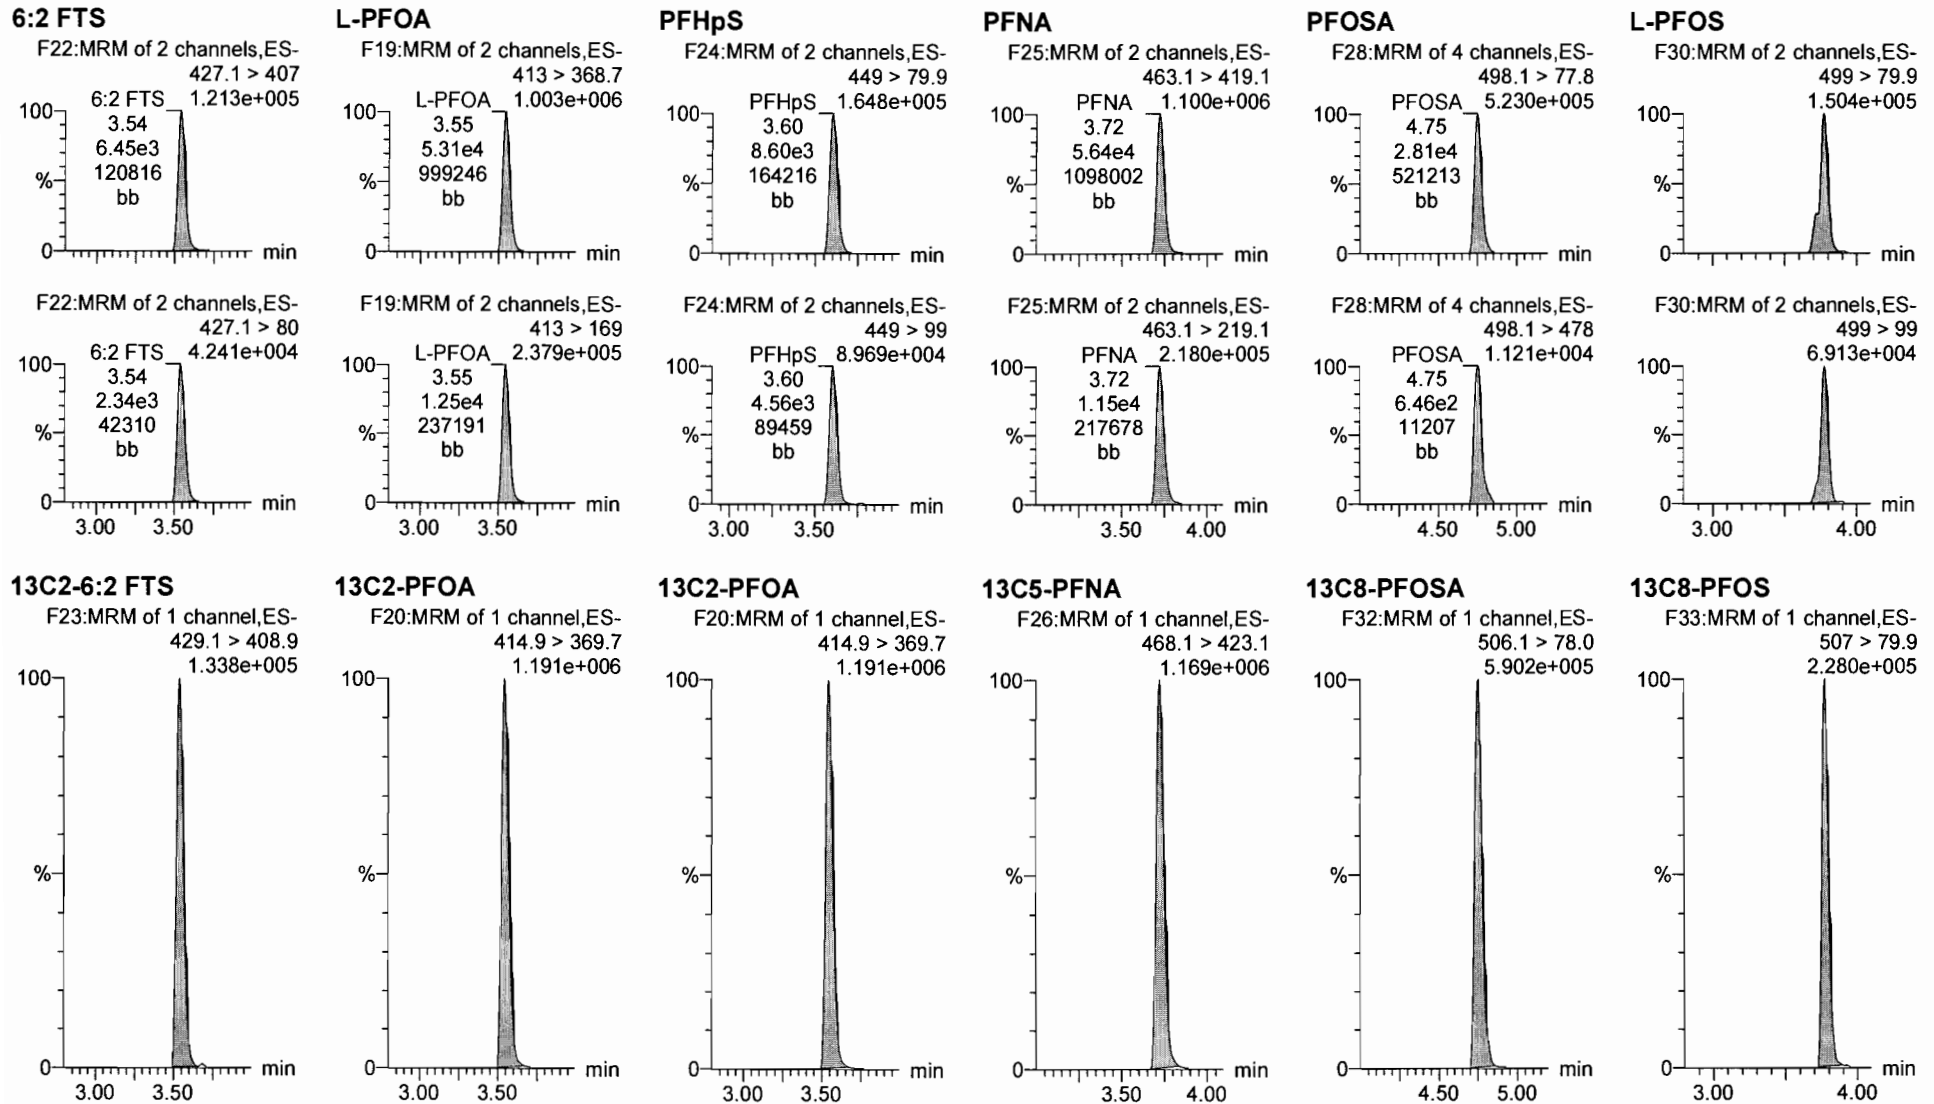 6:2 FTS
F22:MRM of 2 channels,ES-
427.1 > 407
1.213e+005
6:2 FTS
3.54
6.45e3
120816
bb
100
%
0
min
F22:MRM of 2 channels,ES-
427.1 > 80
4.241e+004
6:2 FTS
3.54
2.34e3
42310
bb
100
%
0
min
3.00 3.50
L-PFOA
F19:MRM of 2 channels,ES-
413 > 368.7
1.003e+006
L-PFOA
3.55
5.31e4
999246
bb
100
%
0
min
F19:MRM of 2 channels,ES-
413 > 169
2.379e+005
L-PFOA
3.55
1.25e4
237191
bb
100
%
0
min
3.00 3.50
PFHpS
F24:MRM of 2 channels,ES-
449 > 79.9
1.648e+005
PFHpS
3.60
8.60e3
164216
bb
100
%
0
min
F24:MRM of 2 channels,ES-
449 > 99
8.969e+004
PFHpS
3.60
4.56e3
89459
bb
100
%
0
min
3.00 3.50
PFNA
F25:MRM of 2 channels,ES-
463.1 > 419.1
1.100e+006
PFNA
3.72
5.64e4
1098002
bb
100
%
0
min
F25:MRM of 2 channels,ES-
463.1 > 219.1
2.180e+005
PFNA
3.72
1.15e4
217678
bb
100
%
0
min
3.50 4.00
PFOSA
F28:MRM of 4 channels,ES-
498.1 > 77.8
5.230e+005
PFOSA
4.75
2.81e4
521213
bb
100
%
0
min
F28:MRM of 4 channels,ES-
498.1 > 478
1.121e+004
PFOSA
4.75
6.46e2
11207
bb
100
%
0
min
4.50 5.00
L-PFOS
F30:MRM of 2 channels,ES-
499 > 79.9
1.504e+005
100
%
0
min
F30:MRM of 2 channels,ES-
499 > 99
6.913e+004
100
%
0
min
3.00 4.00
13C2-6:2 FTS
F23:MRM of 1 channel,ES-
429.1 > 408.9
1.338e+005
100
%
0
min
3.00 3.50
13C2-PFOA
F20:MRM of 1 channel,ES-
414.9 > 369.7
1.191e+006
100
%
0
min
3.00 3.50
13C2-PFOA
F20:MRM of 1 channel,ES-
414.9 > 369.7
1.191e+006
100
%
0
min
3.00 3.50
13C5-PFNA
F26:MRM of 1 channel,ES-
468.1 > 423.1
1.169e+006
100
%
0
min
3.50 4.00
13C8-PFOSA
F32:MRM of 1 channel,ES-
506.1 > 78.0
5.902e+005
100
%
0
min
4.50 5.00
13C8-PFOS
F33:MRM of 1 channel,ES-
507 > 79.9
2.280e+005
100
%
0
min
3.00 4.00